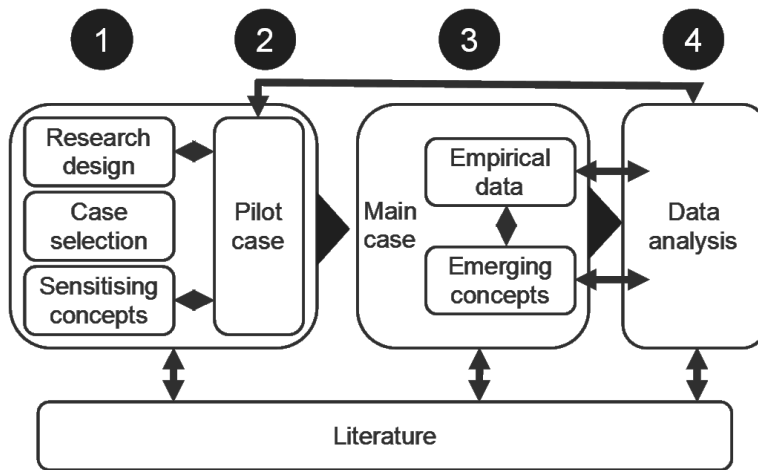 1
2
3
4
Research
design
Case
selection
Sensitising
concepts
Pilot
case
Main
case
Empirical
data
Emerging
concepts
Data
analysis
Literature